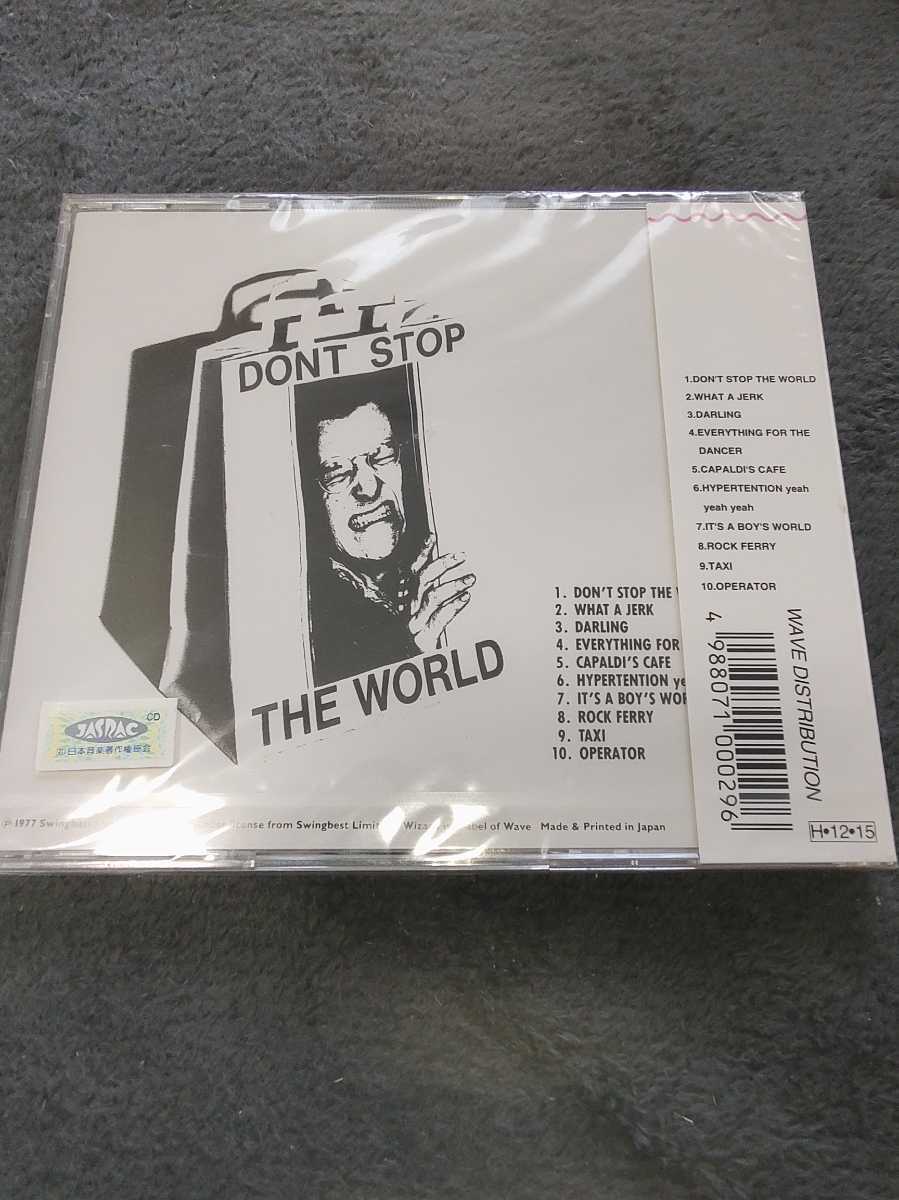 DONT STOP
THE WORLD
1. DON'T STOP THE
2. WHAT A JERK
3. DARLING
4. EVERYTHING FOR
5. CAPALDI'S CAFE
6. HYPERTENTION
7. IT'S A BOY'S
8. ROCK FERRY
9. TAXI
10. OPERATOR
JASRAC
CD
日本音楽著作権協会
℗ 1977 license from Swingbest of Wave Made & Printed in Japan
1.DON'T STOP THE WORLD
2.WHAT A JERK
3.DARLING
4.EVERYTHING FOR THE
DANCER
5.CAPALDI'S CAFE
6.HYPERTENTION yeah
yeah yeah
7.IT'S A BOY'S WORLD
8.ROCK FERRY
9.TAXI
10.OPERATOR
4 988071 000296
WAVE DISTRIBUTION
H•12•15